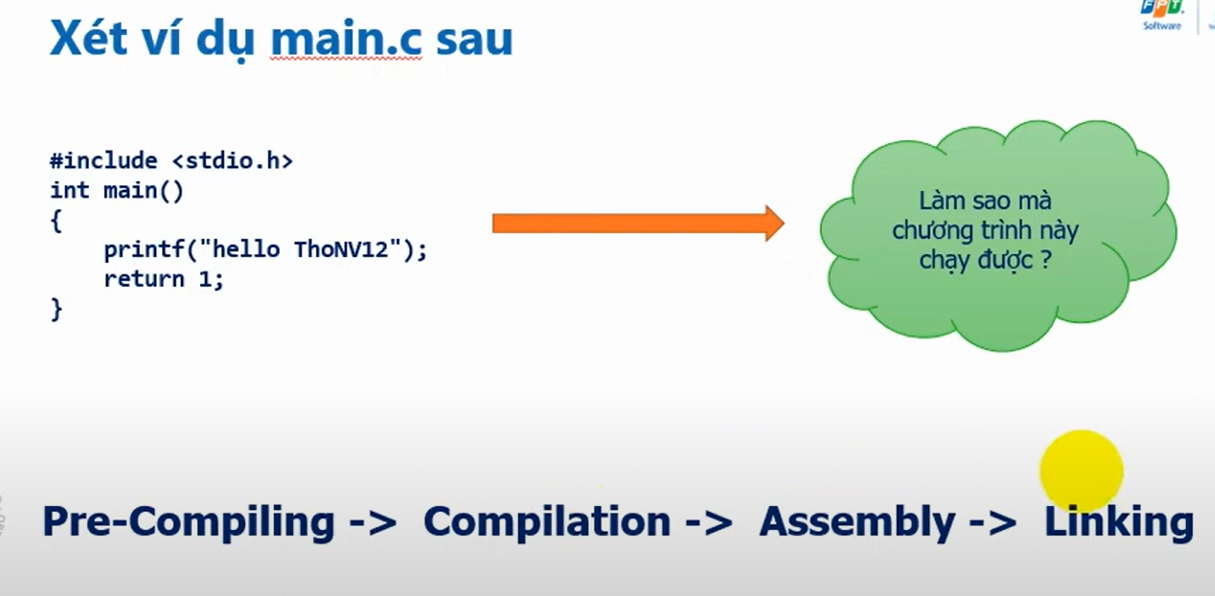 Xét ví dụ main.c sau
FPT
Software
#include <stdio.h>
int main()
{
    printf("hello ThoNV12");
    return 1;
}
Làm sao mà
chương trình này
chạy được ?
Pre-Compiling -> Compilation -> Assembly -> Linking